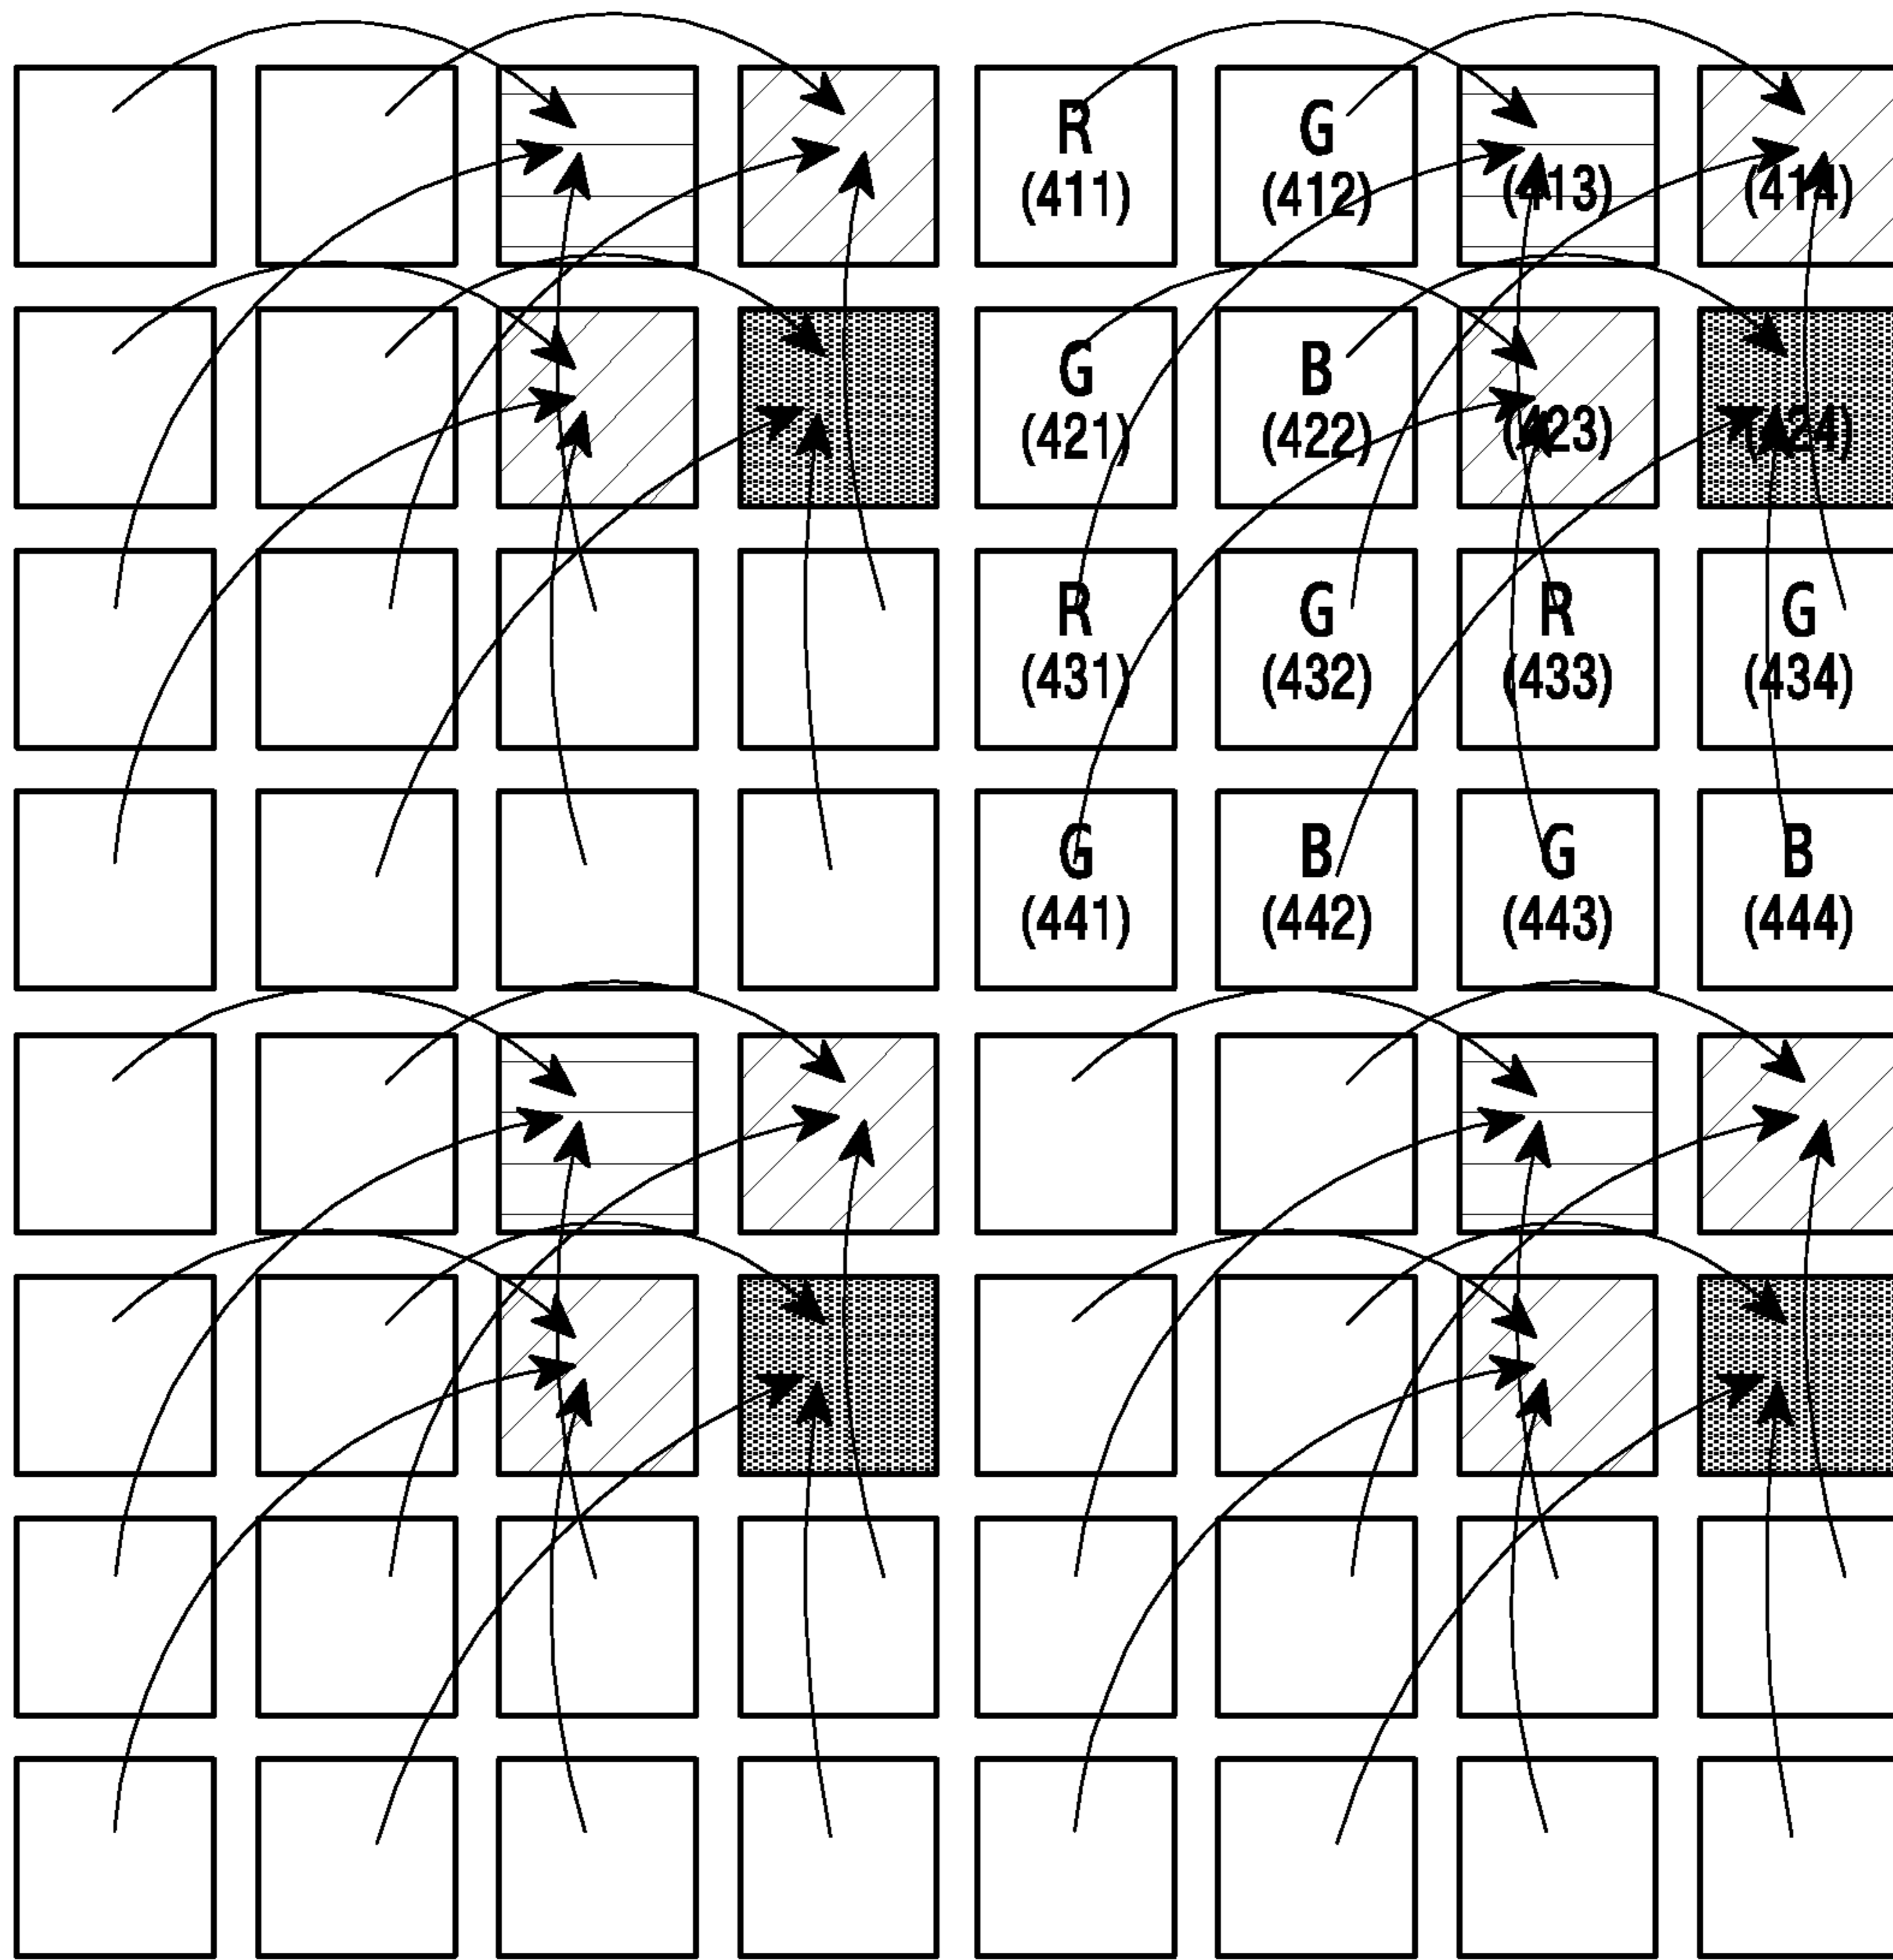 R G
(411) (412) (413) (414)
G B
(421) (422) (423) (424)
R G R G
(431) (432) (433) (434)
G B G B
(441) (442) (443) (444)